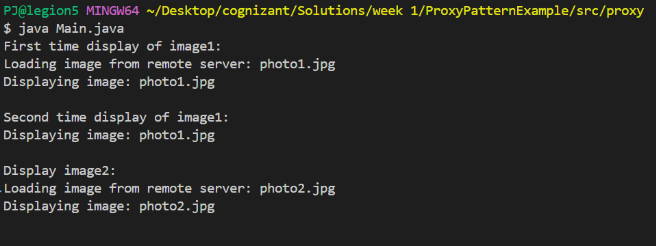 PJ@legion5 MINGW64 ~/Desktop/cognizant/Solutions/week 1/ProxyPatternExample/src/proxy
$ java Main.java
First time display of image1:
Loading image from remote server: photo1.jpg
Displaying image: photo1.jpg
Second time display of image1:
Displaying image: photo1.jpg
Display image2:
Loading image from remote server: photo2.jpg
Displaying image: photo2.jpg